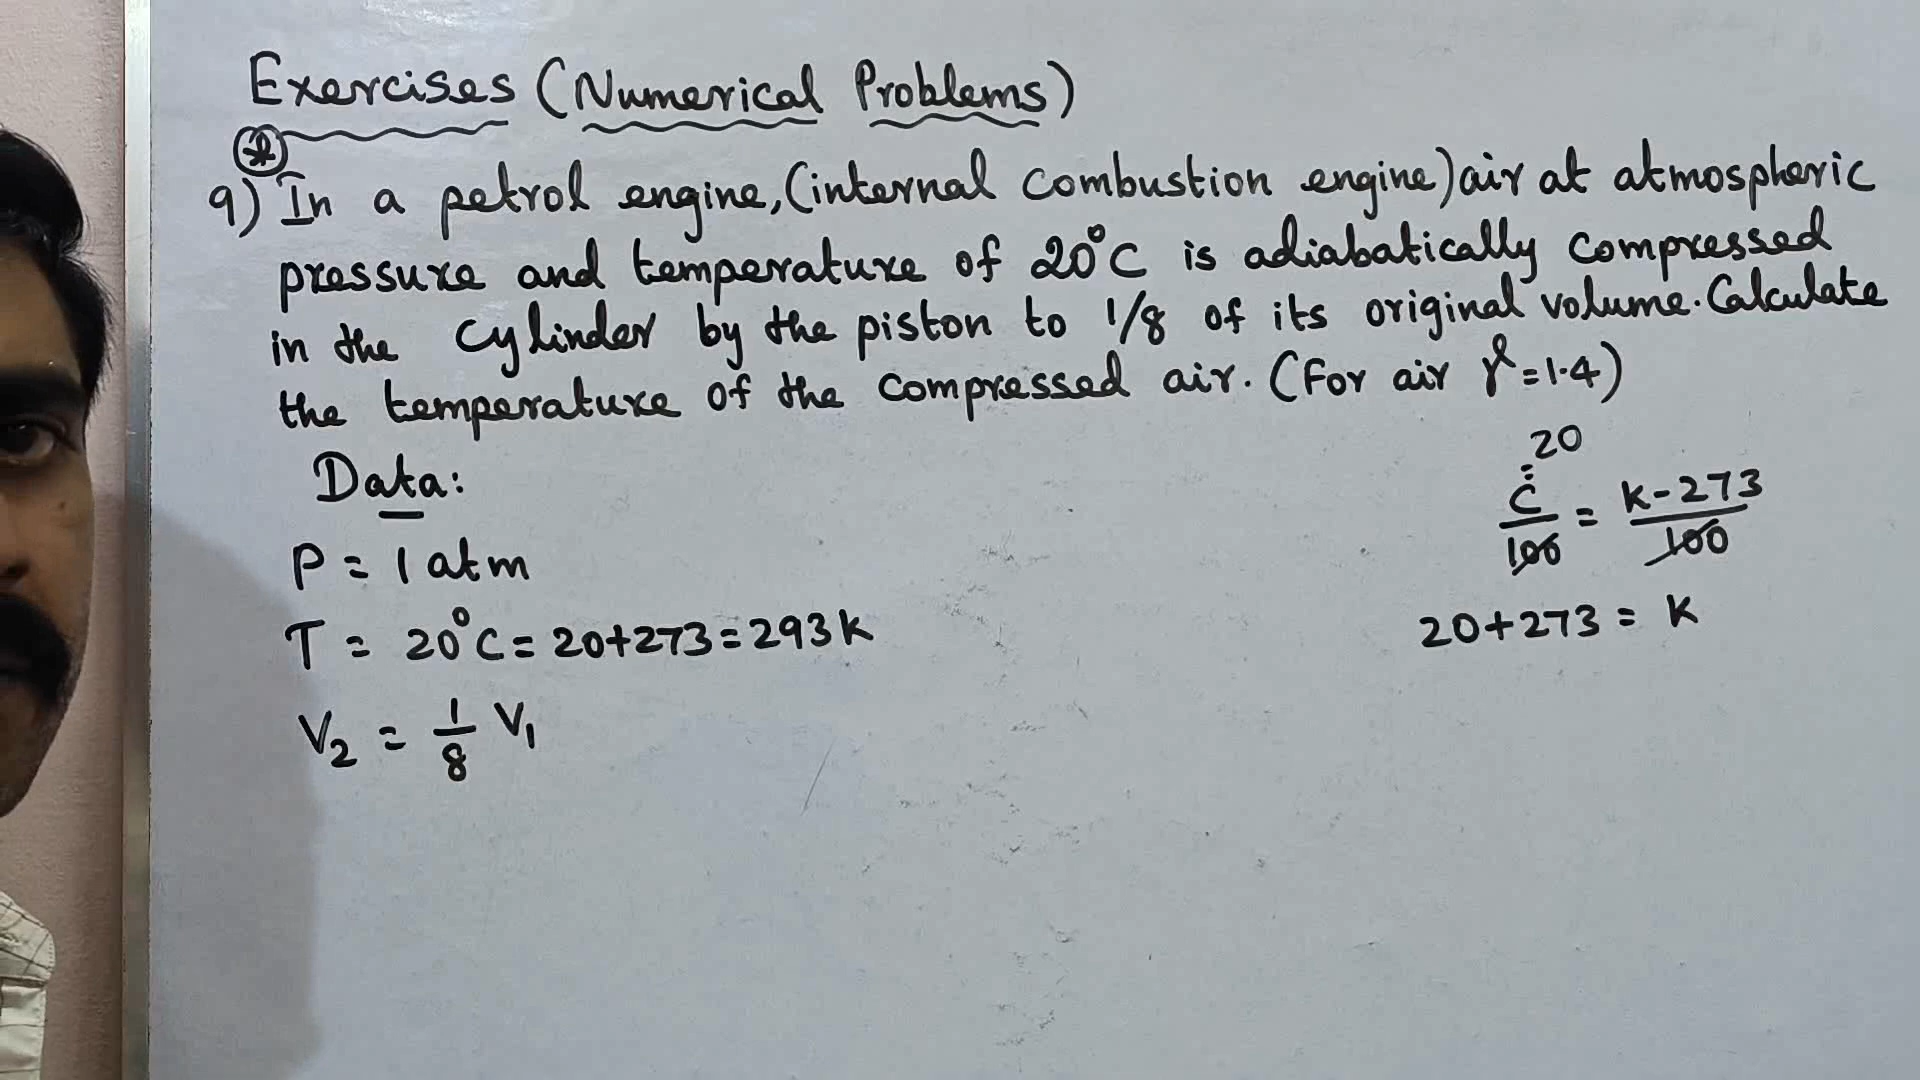 Exercises (Numerical Problems)
9) In a petrol engine, (internal combustion engine) air at atmospheric
pressure and temperature of 20°C is adiabatically compressed
in the cylinder by the piston to 1/8 of its original volume. Calculate
the temperature of the compressed air. (For air γ = 1.4)
Data:
P = 1 atm
T = 20°C = 20+273 = 293 K
V₂ = 1/8 V₁
20
C/100 = K-273/100
20+273 = K